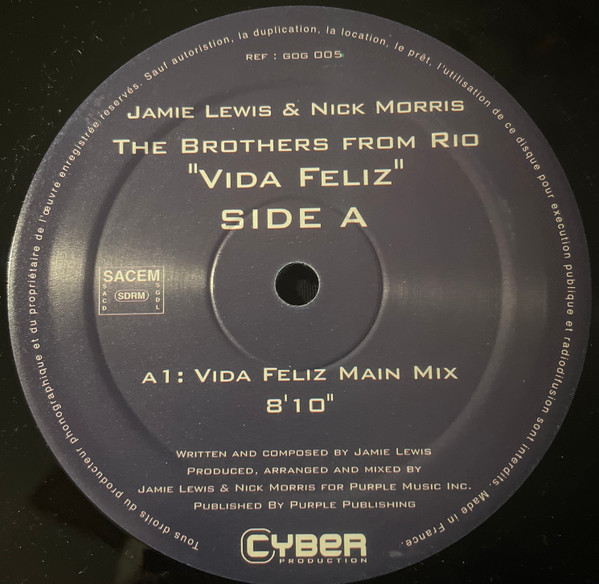 Tous droits du producteur phonographique et du propriétaire de l'œuvre enregistrée reservés. Sauf autoristion, la duplication, la location, le prêt, l'utilisation de ce disque pour execution publique et radiodifusion sont interdits. Made in France.
REF : GOG 005
JAMIE LEWIS & NICK MORRIS
THE BROTHERS FROM RIO
"VIDA FELIZ"
SIDE A
SACEM
SACD
SDRM
SGDL
A1: VIDA FELIZ MAIN MIX
8'10"
WRITTEN AND COMPOSED BY JAMIE LEWIS
PRODUCED, ARRANGED AND MIXED BY
JAMIE LEWIS & NICK MORRIS FOR PURPLE MUSIC INC.
PUBLISHED BY PURPLE PUBLISHING
CYBER
PRODUCTION